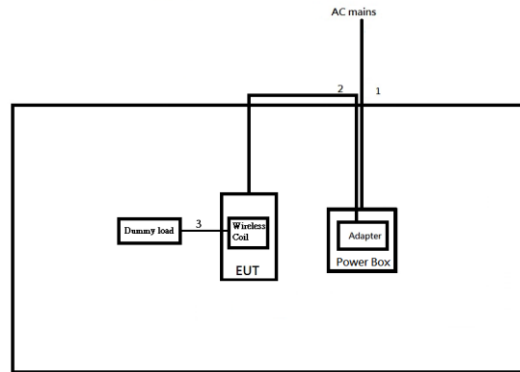 AC mains
2
1
3
Dummy load
Wireless
Coil
Adapter
EUT
Power Box